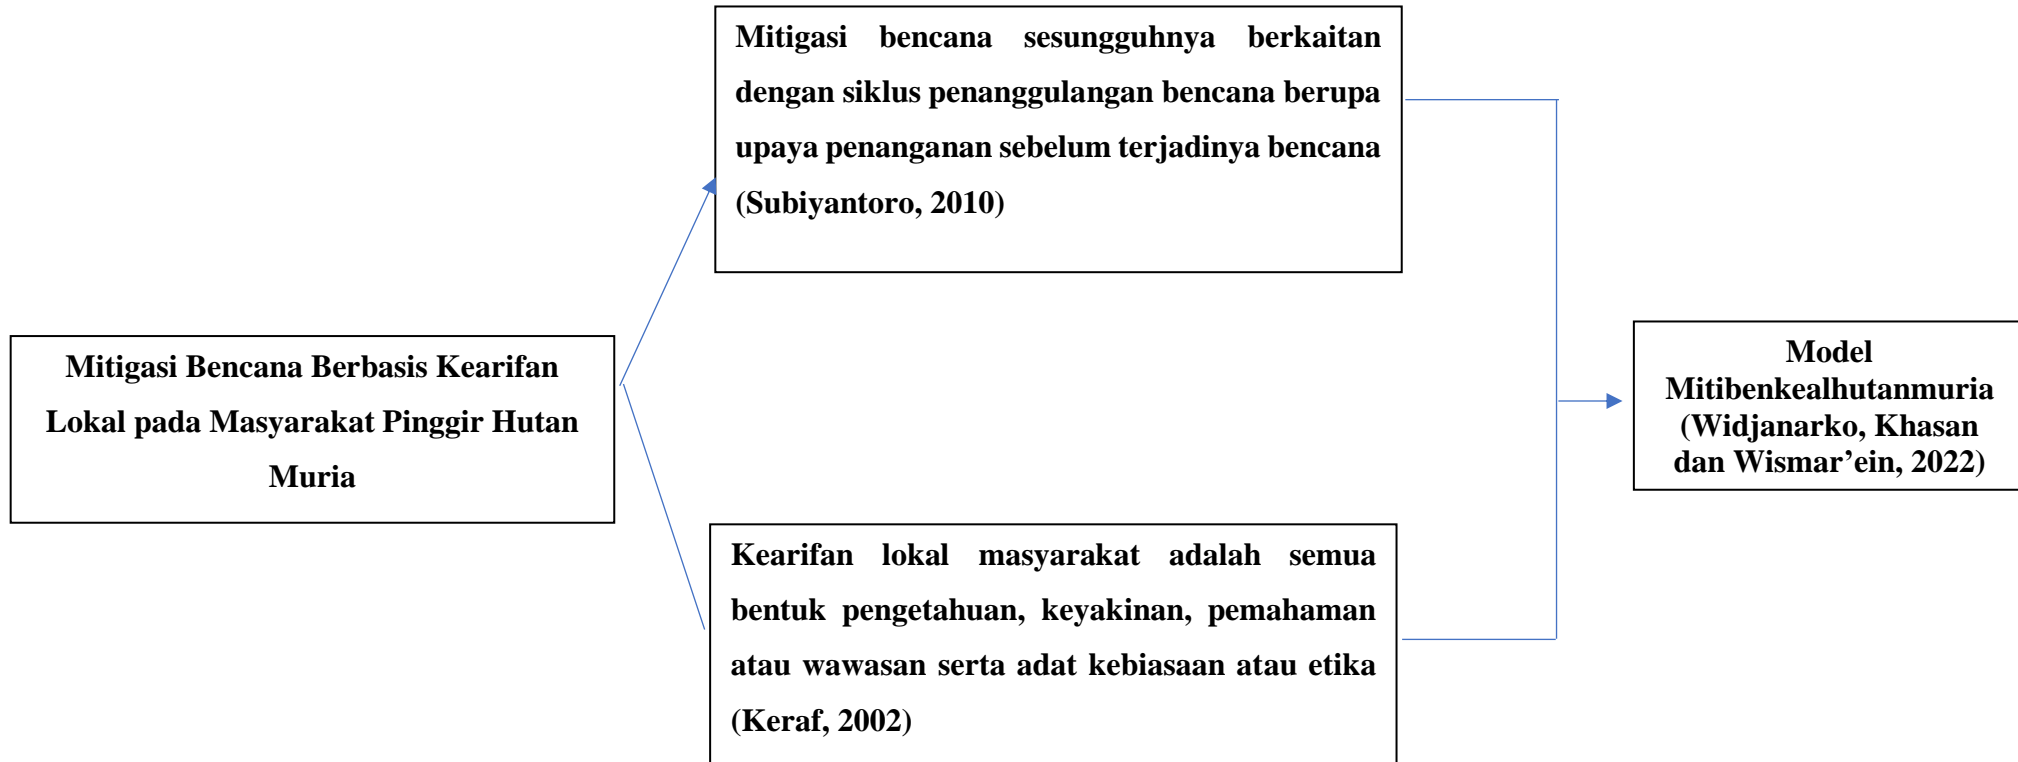 Mitigasi bencana sesungguhnya berkaitan
dengan siklus penanggulangan bencana berupa
upaya penanganan sebelum terjadinya bencana
(Subiyantoro, 2010)
Mitigasi Bencana Berbasis Kearifan
Lokal pada Masyarakat Pinggir Hutan
Muria
Kearifan lokal masyarakat adalah semua
bentuk pengetahuan, keyakinan, pemahaman
atau wawasan serta adat kebiasaan atau etika
(Keraf, 2002)
Model
Mitibenkealhutanmuria
(Widjanarko, Khasan
dan Wismar’ein, 2022)